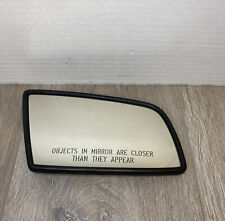 OBJECTS IN MIRROR ARE CLOSER
THAN THEY APPEAR